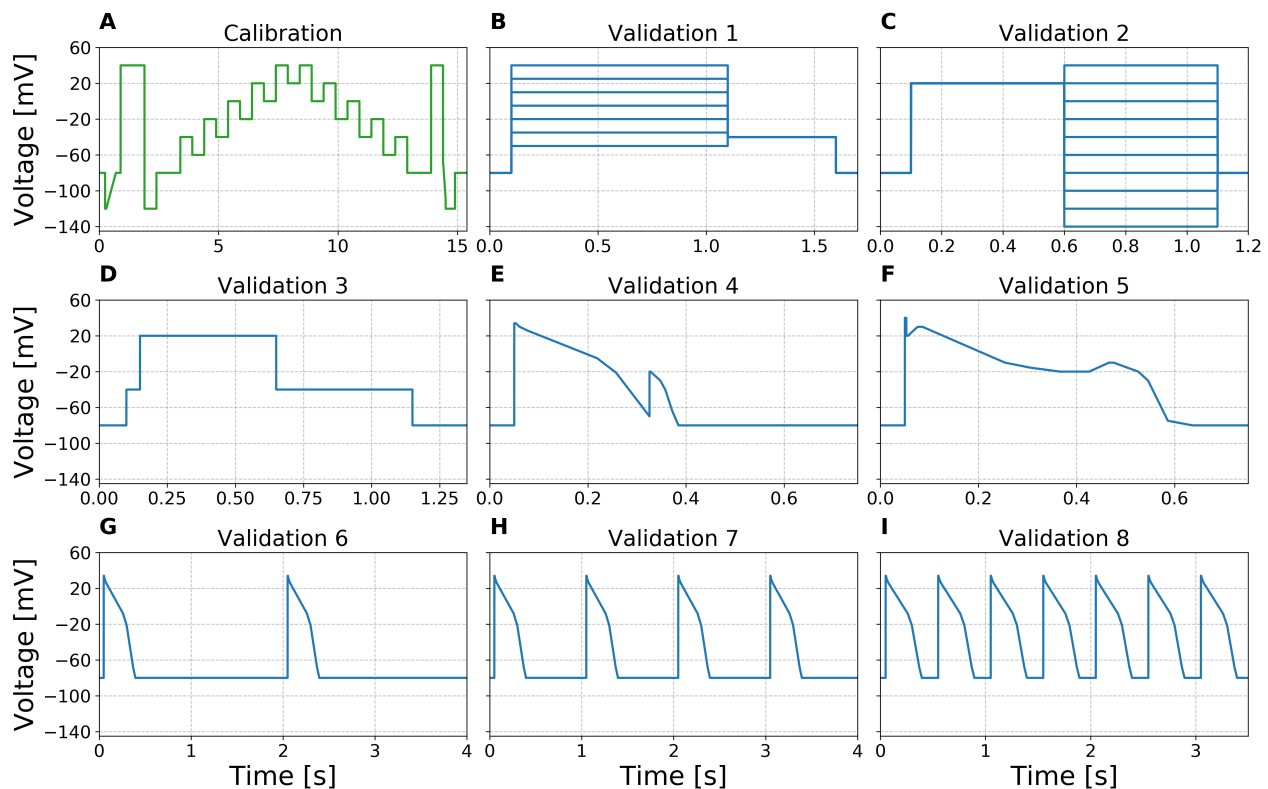 A B C
Calibration Validation 1 Validation 2
Voltage [mV]
60
20
−20
−60
−100
−140
0 5 10 15
0.0 0.5 1.0 1.5
0.0 0.2 0.4 0.6 0.8 1.0 1.2
D E F
Validation 3 Validation 4 Validation 5
Voltage [mV]
60
20
−20
−60
−100
−140
0.00 0.25 0.50 0.75 1.00 1.25
0.0 0.2 0.4 0.6
0.0 0.2 0.4 0.6
G H I
Validation 6 Validation 7 Validation 8
Voltage [mV]
60
20
−20
−60
−100
−140
0 1 2 3 4
0 1 2 3 4
0 1 2 3
Time [s] Time [s] Time [s]